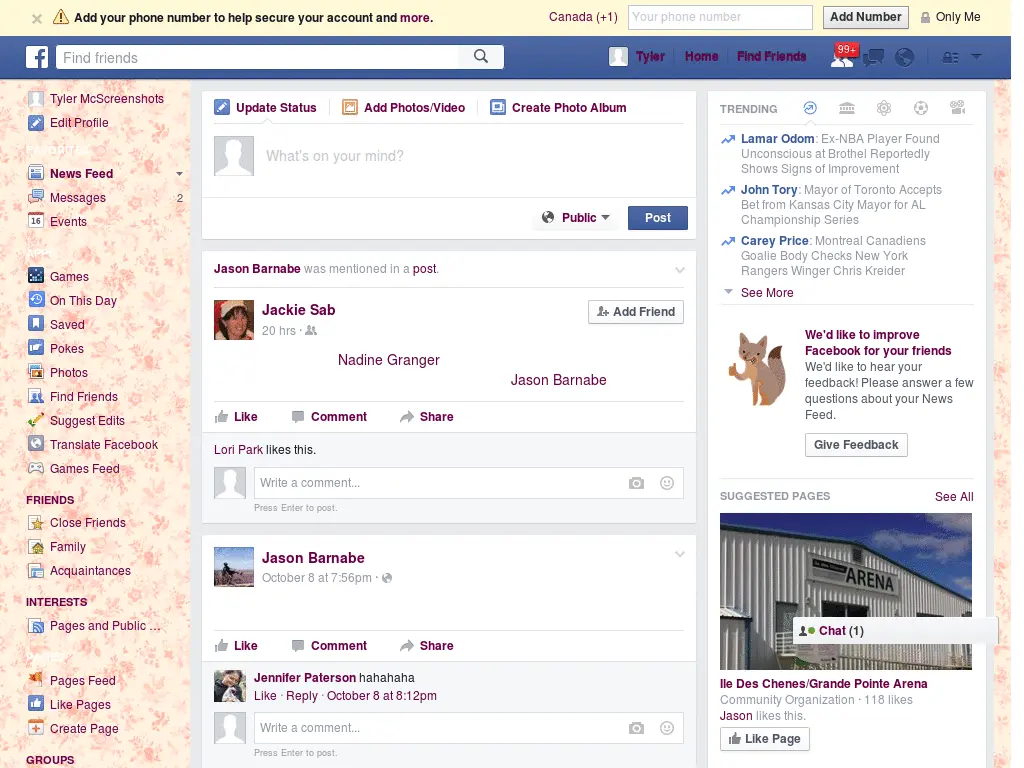 Add your phone number to help secure your account and more.
Canada (+1)
Your phone number
Add Number
Only Me
Find friends
Tyler
Home
Find Friends
99+
Tyler McScreenshots
Edit Profile
News Feed
Messages
2
Events
16
Games
On This Day
Saved
Pokes
Photos
Find Friends
Suggest Edits
Translate Facebook
Games Feed
FRIENDS
Close Friends
Family
Acquaintances
INTERESTS
Pages and Public ...
Pages Feed
Like Pages
Create Page
GROUPS
Update Status
Add Photos/Video
Create Photo Album
What's on your mind?
Public
Post
Jason Barnabe was mentioned in a post.
Jackie Sab
20 hrs ·
Add Friend
Nadine Granger
Jason Barnabe
Like
Comment
Share
Lori Park likes this.
Write a comment...
Press Enter to post.
Jason Barnabe
October 8 at 7:56pm ·
Like
Comment
Share
Jennifer Paterson hahahaha
Like · Reply · October 8 at 8:12pm
Write a comment...
Press Enter to post.
TRENDING
Lamar Odom: Ex-NBA Player Found
Unconscious at Brothel Reportedly
Shows Signs of Improvement
John Tory: Mayor of Toronto Accepts
Bet from Kansas City Mayor for AL
Championship Series
Carey Price: Montreal Canadiens
Goalie Body Checks New York
Rangers Winger Chris Kreider
See More
We'd like to improve
Facebook for your friends
We'd like to hear your
feedback! Please answer a few
questions about your News
Feed.
Give Feedback
SUGGESTED PAGES
See All
ARENA
Chat (1)
Ile Des Chenes/Grande Pointe Arena
Community Organization · 118 likes
Jason likes this.
Like Page